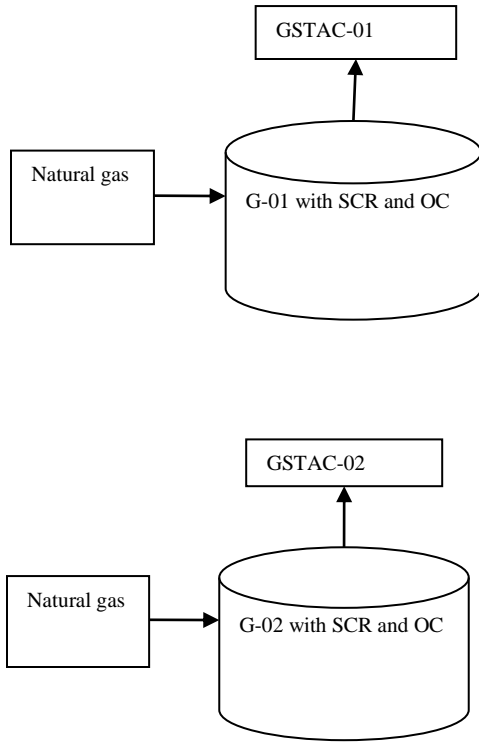 GSTAC-01
Natural gas
G-01 with SCR and OC
GSTAC-02
Natural gas
G-02 with SCR and OC